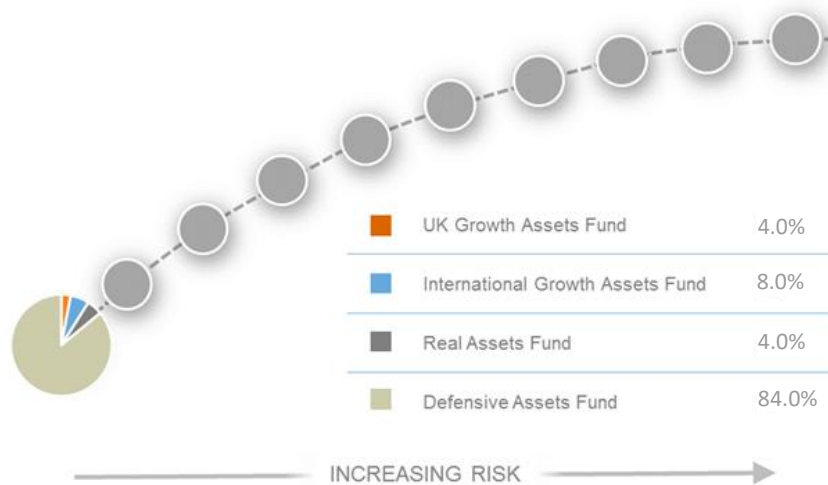 UK Growth Assets Fund 4.0%
International Growth Assets Fund 8.0%
Real Assets Fund 4.0%
Defensive Assets Fund 84.0%
INCREASING RISK